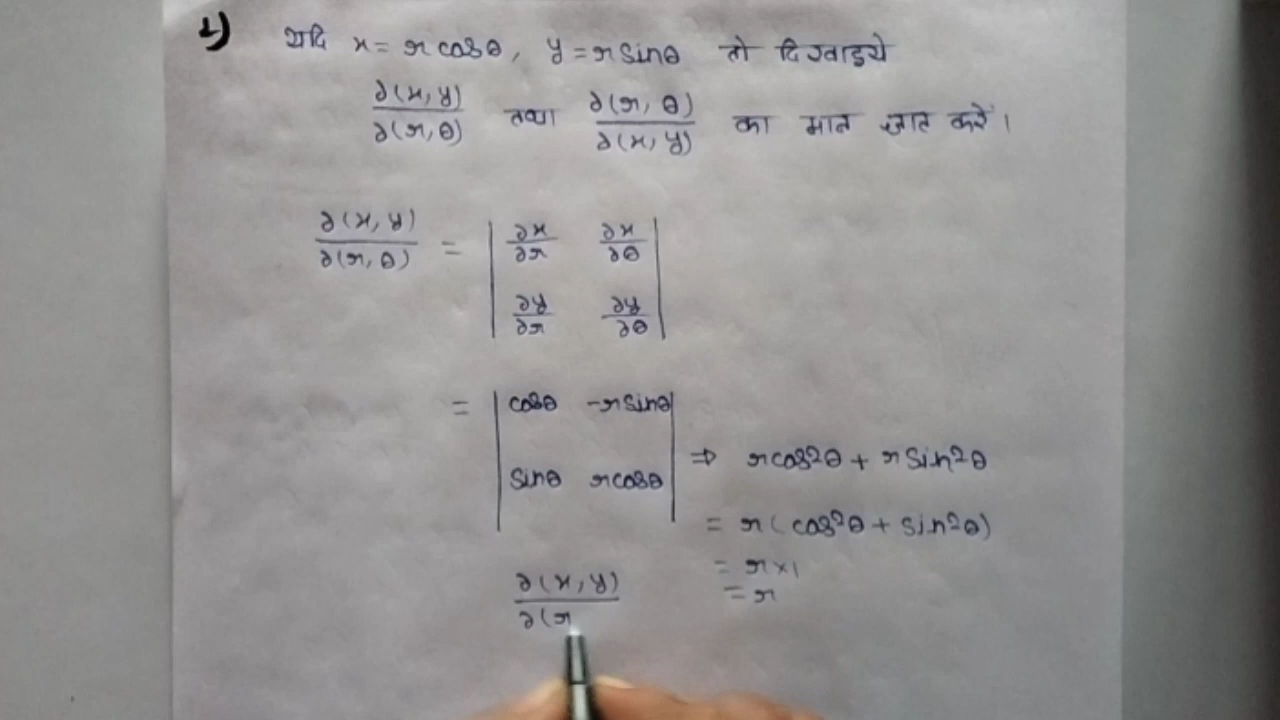 1) यदि x = r cosθ, y = r sinθ तो दिखाइये
∂(x, y)/∂(r, θ) तथा ∂(r, θ)/∂(x, y) का मान ज्ञात करें।
∂(x, y)/∂(r, θ) = | ∂x/∂r ∂x/∂θ |
| ∂y/∂r ∂y/∂θ |
= | cosθ -r sinθ |
| sinθ r cosθ | ⇒ r cos²θ + r sin²θ
= r (cos²θ + sin²θ)
= r × 1
= r
∂(x, y)/∂(r